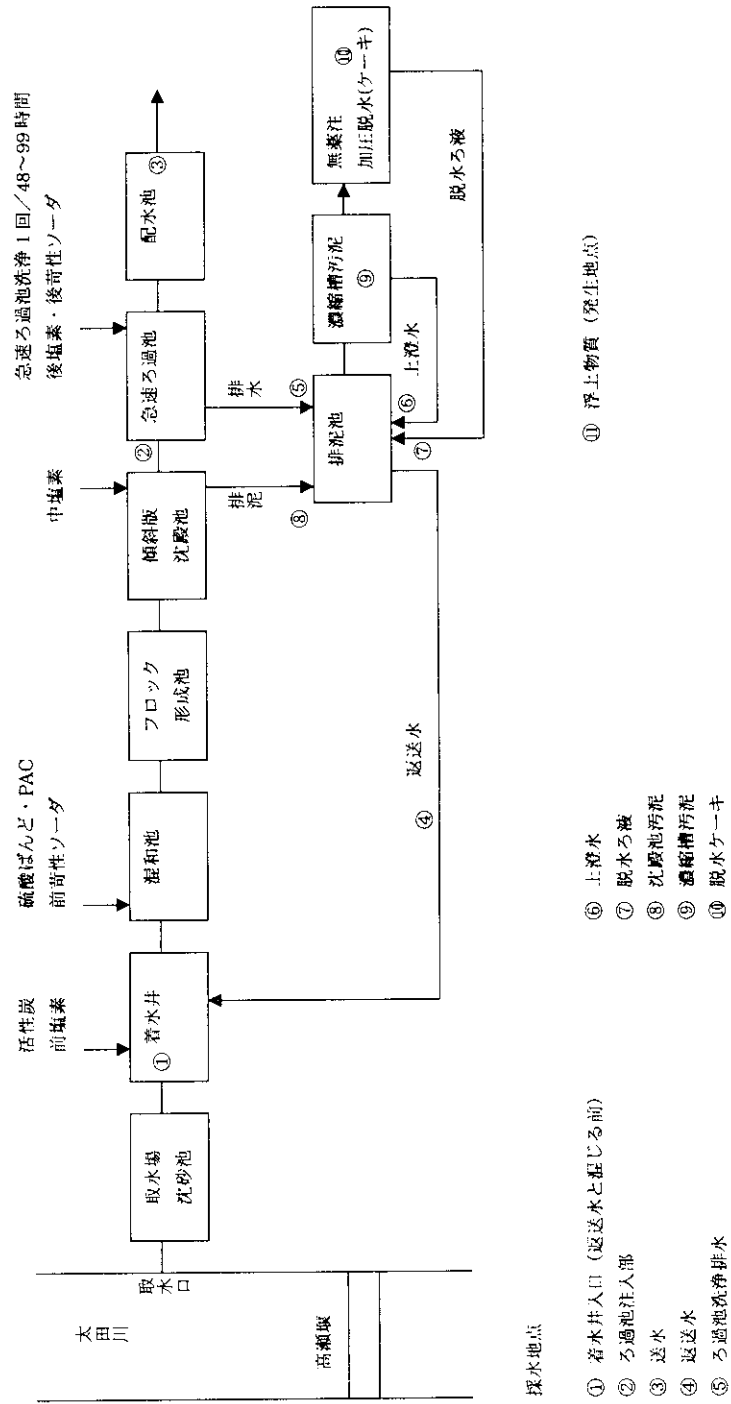 急速ろ過池洗浄1回/48～99時間
後塩素・後苛性ソーダ
中塩素
硫酸ばんど・PAC
前苛性ソーダ
活性炭
前塩素
太田川
取水口
高瀬堰
取水場
沈砂池
①
着水井
混和池
フロック
形成池
傾斜版
沈殿池
②
急速ろ過池
配水池
③
排泥
⑧
排水
⑤
排泥池
⑥
⑦
上澄水
濃縮槽汚泥
⑨
無薬注
加圧脱水(ケーキ)
⑩
脱水ろ液
返送水
④
採水地点
① 着水井入口 (返送水と混じる前)
② ろ過池注入部
③ 送水
④ 返送水
⑤ ろ過池洗浄排水
⑥ 上澄水
⑦ 脱水ろ液
⑧ 沈殿池汚泥
⑨ 濃縮槽汚泥
⑩ 脱水ケーキ
⑪ 浮上物質 (発生地点)